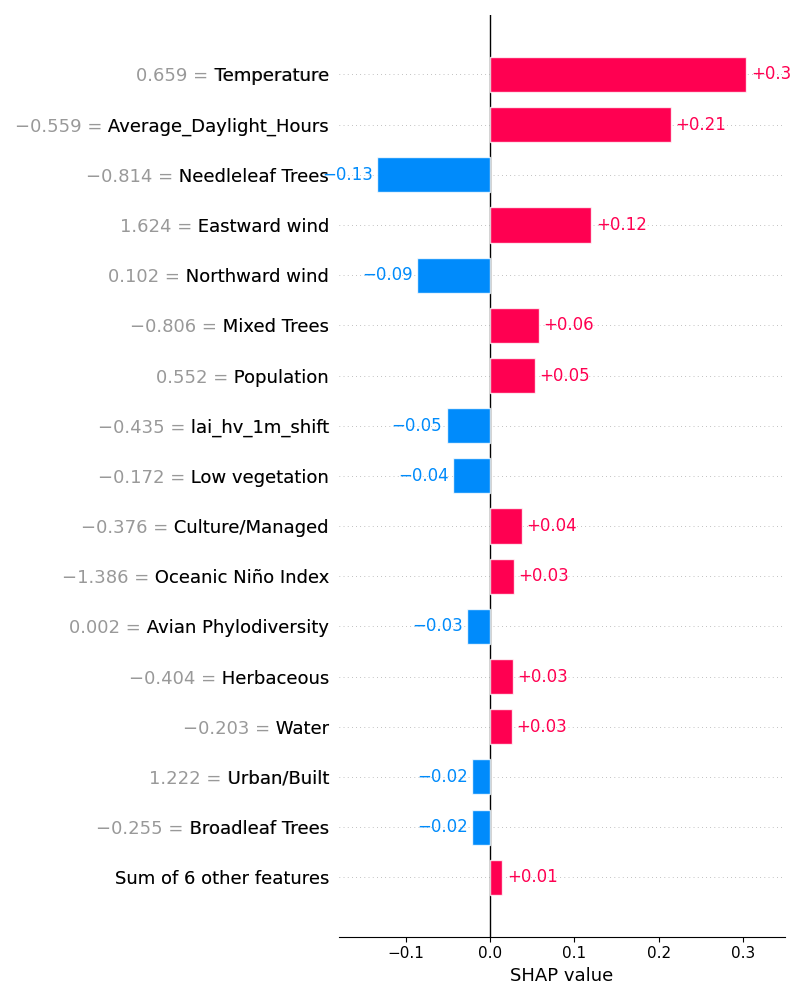 0.659 = Temperature +0.3
−0.559 = Average_Daylight_Hours +0.21
−0.814 = Needleleaf Trees −0.13
1.624 = Eastward wind +0.12
0.102 = Northward wind −0.09
−0.806 = Mixed Trees +0.06
0.552 = Population +0.05
−0.435 = lai_hv_1m_shift −0.05
−0.172 = Low vegetation −0.04
−0.376 = Culture/Managed +0.04
−1.386 = Oceanic Niño Index +0.03
0.002 = Avian Phylodiversity −0.03
−0.404 = Herbaceous +0.03
−0.203 = Water +0.03
1.222 = Urban/Built −0.02
−0.255 = Broadleaf Trees −0.02
Sum of 6 other features +0.01
−0.1 0.0 0.1 0.2 0.3
SHAP value